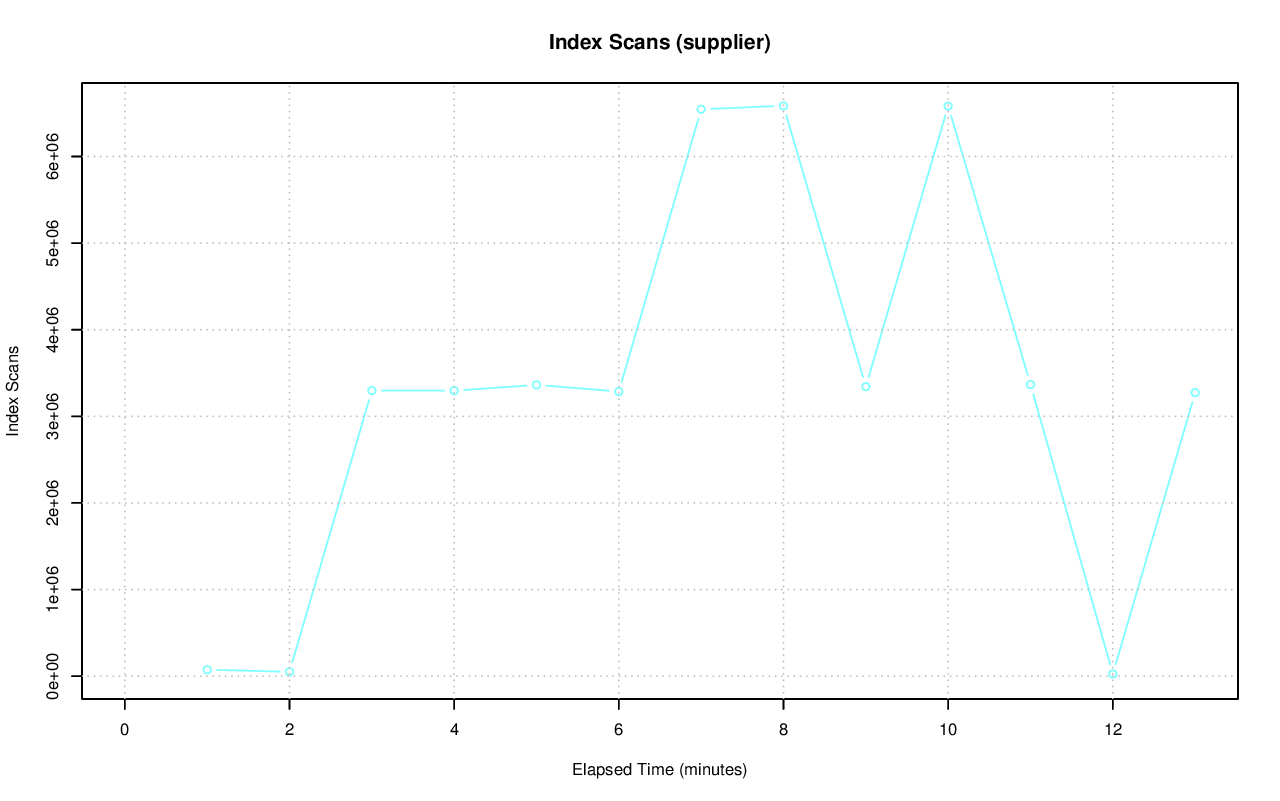 Index Scans (supplier)
Index Scans
6e+06
5e+06
4e+06
3e+06
2e+06
1e+06
0e+00
0 2 4 6 8 10 12
Elapsed Time (minutes)